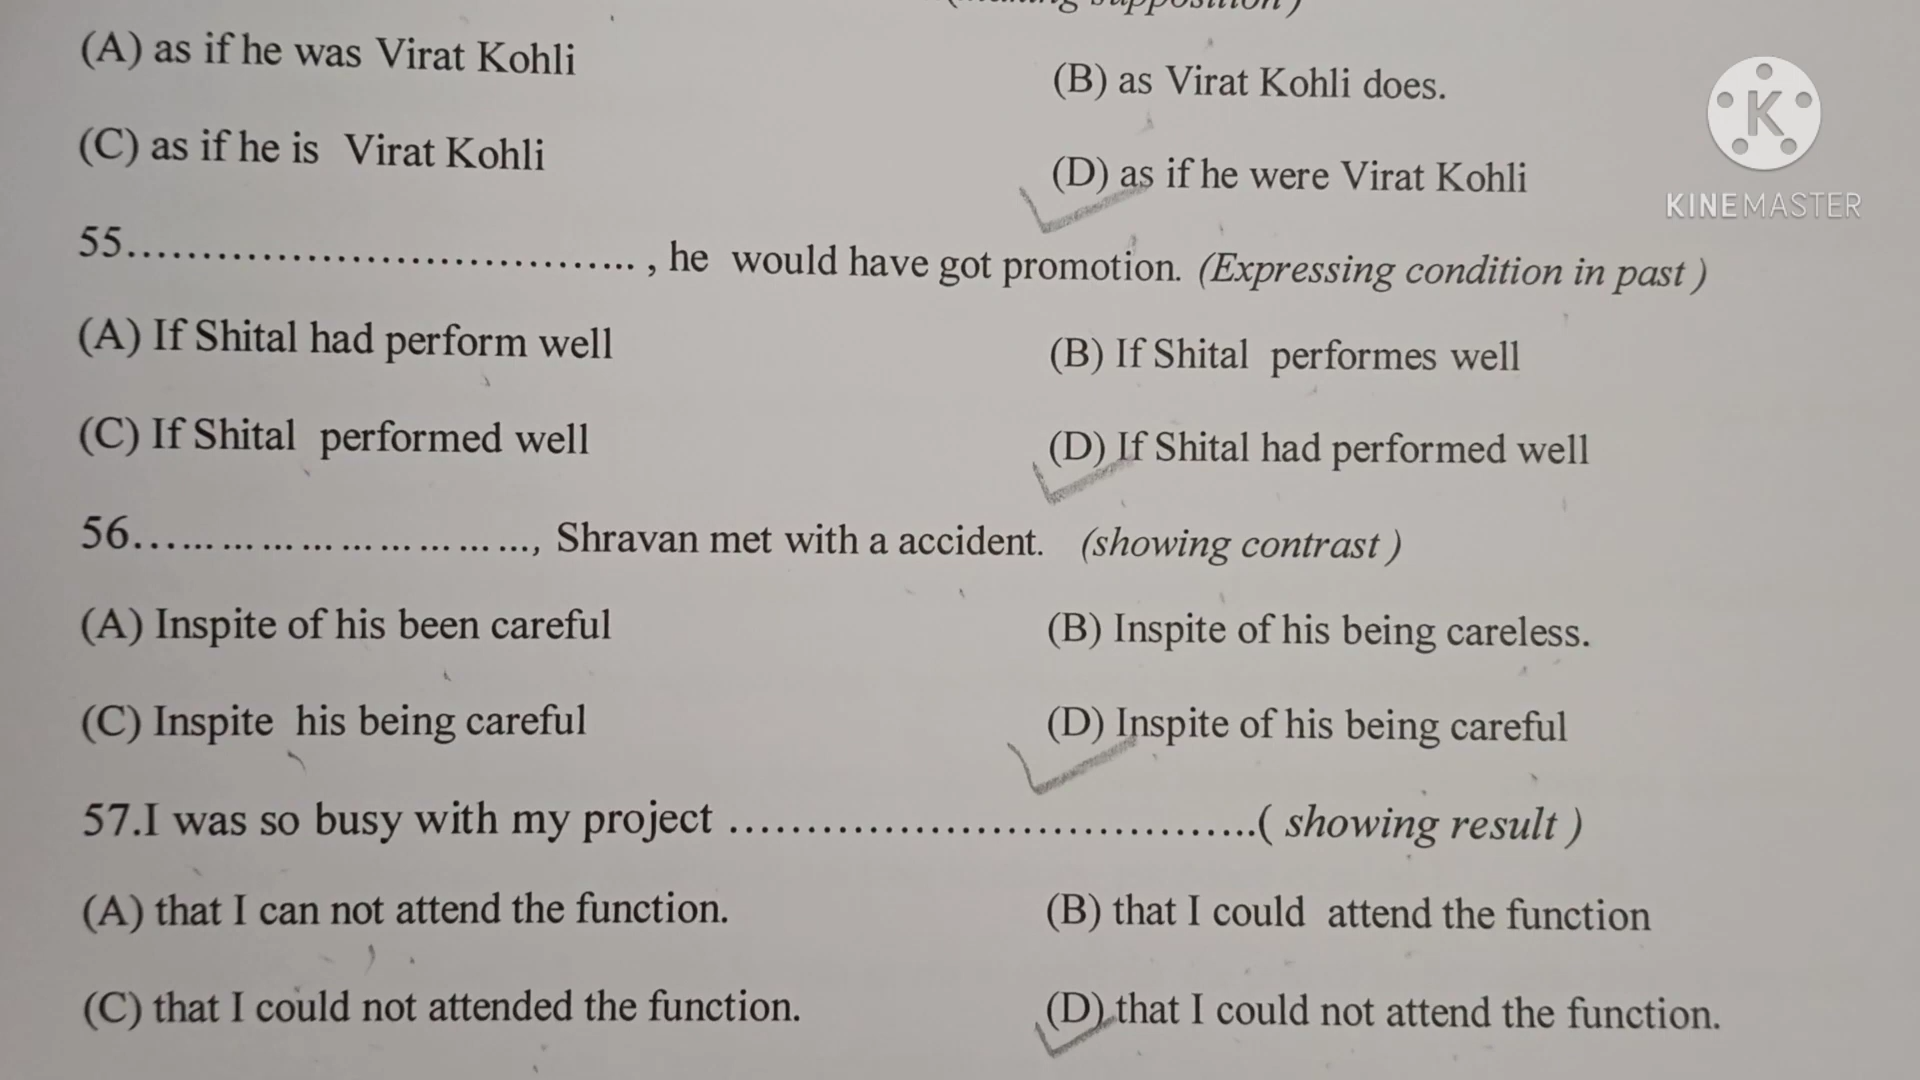 (making supposition)
(A) as if he was Virat Kohli
(B) as Virat Kohli does.
(C) as if he is Virat Kohli
(D) as if he were Virat Kohli
K
KINEMASTER
55...................................., he would have got promotion. (Expressing condition in past )
(A) If Shital had perform well
(B) If Shital performes well
(C) If Shital performed well
(D) If Shital had performed well
56................................., Shravan met with a accident. (showing contrast )
(A) Inspite of his been careful
(B) Inspite of his being careless.
(C) Inspite his being careful
(D) Inspite of his being careful
57.I was so busy with my project ....................................( showing result )
(A) that I can not attend the function.
(B) that I could attend the function
(C) that I could not attended the function.
(D) that I could not attend the function.